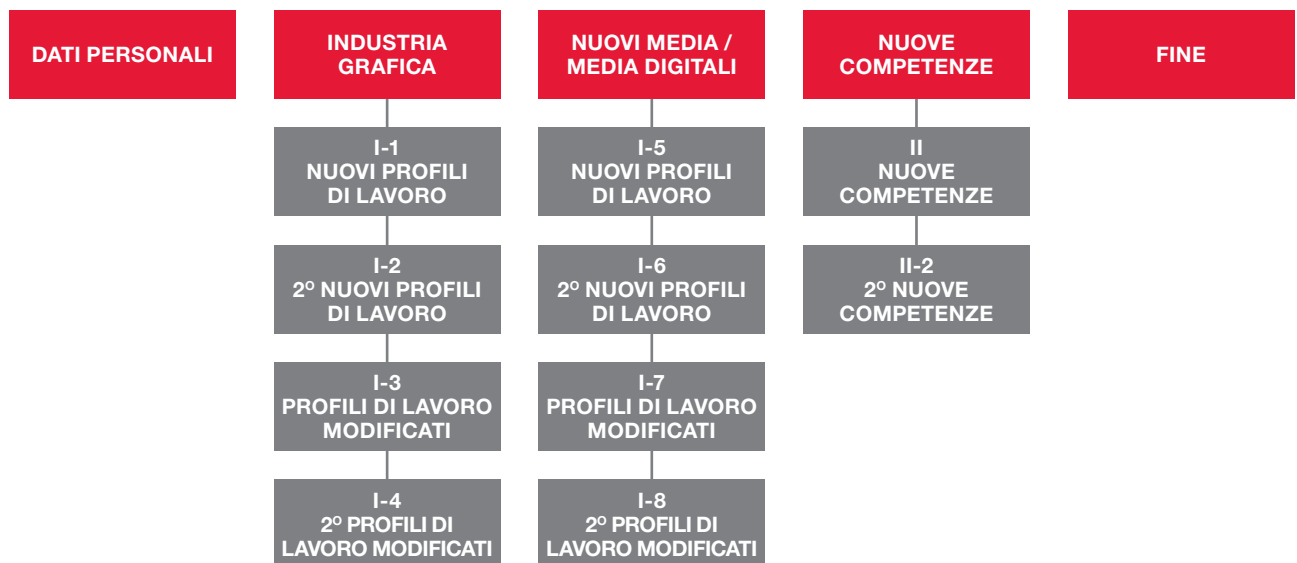 DATI PERSONALI
INDUSTRIA
GRAFICA
NUOVI MEDIA /
MEDIA DIGITALI
NUOVE
COMPETENZE
FINE
I-1
NUOVI PROFILI
DI LAVORO
I-5
NUOVI PROFILI
DI LAVORO
II
NUOVE
COMPETENZE
I-2
2º NUOVI PROFILI
DI LAVORO
I-6
2º NUOVI PROFILI
DI LAVORO
II-2
2º NUOVE
COMPETENZE
I-3
PROFILI DI LAVORO
MODIFICATI
I-7
PROFILI DI LAVORO
MODIFICATI
I-4
2º PROFILI DI
LAVORO MODIFICATI
I-8
2º PROFILI DI
LAVORO MODIFICATI